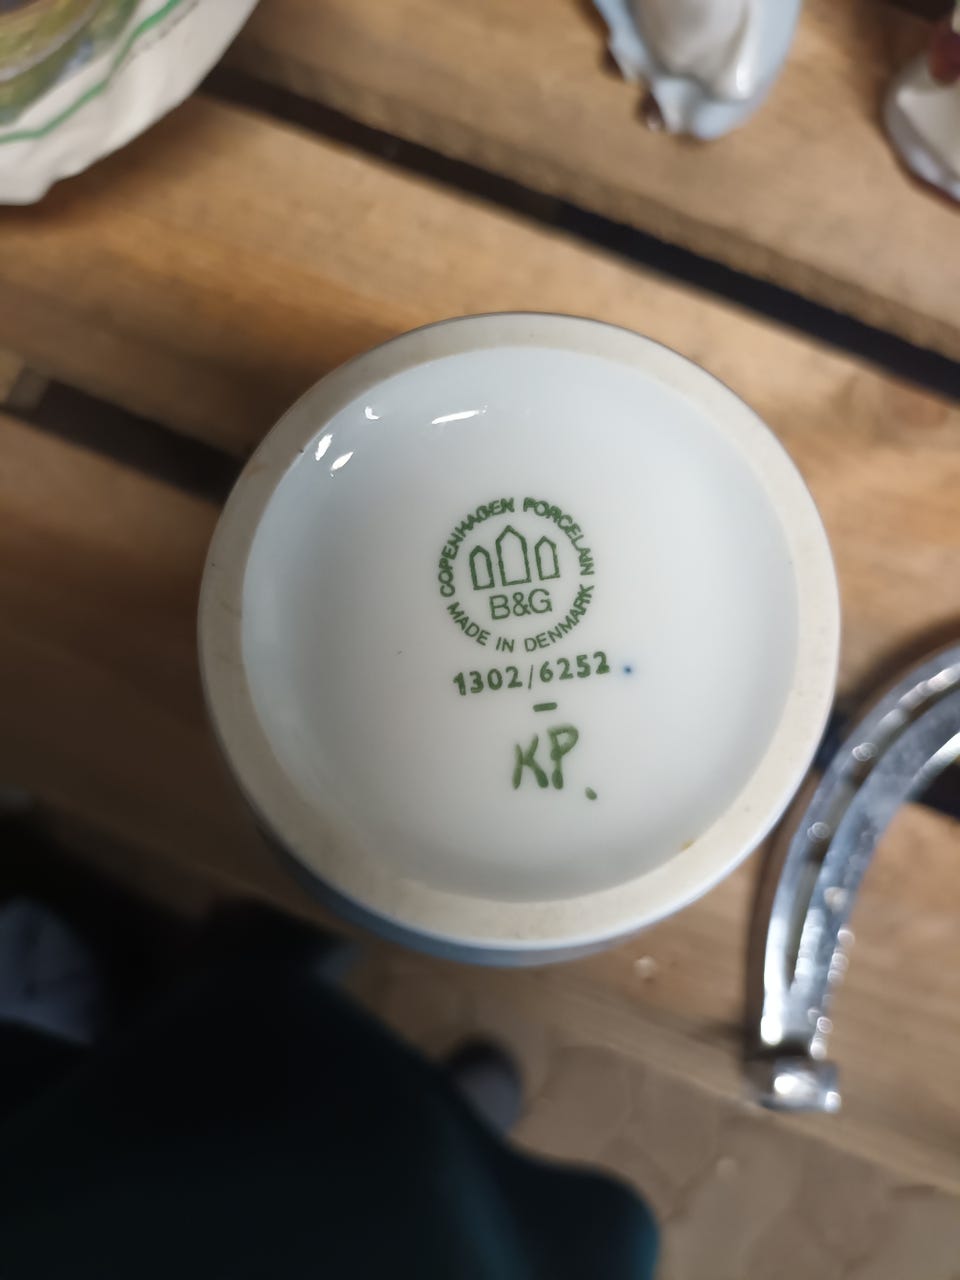 COPENHAGEN PORCELAIN
B&G
MADE IN DENMARK
1302/6252
KP.